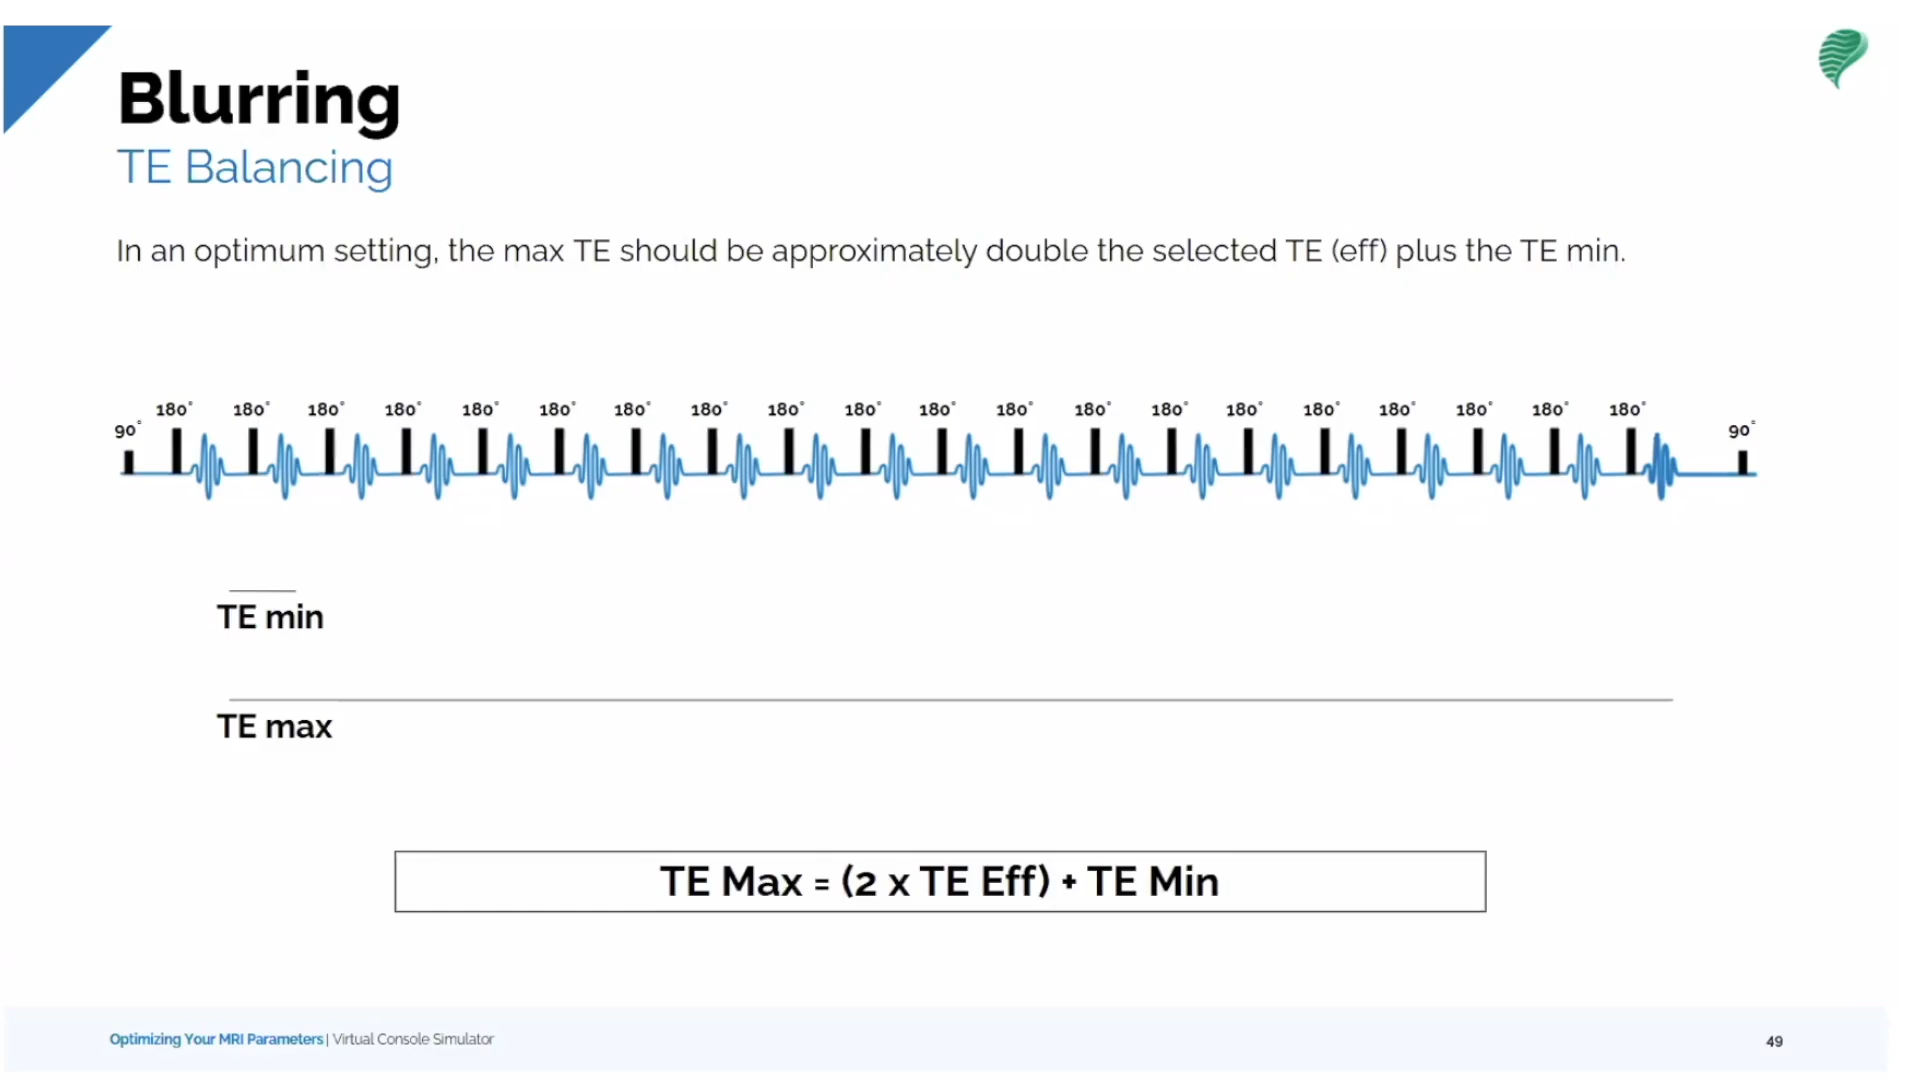 Blurring
TE Balancing
In an optimum setting, the max TE should be approximately double the selected TE (eff) plus the TE min.
90° 180° 180° 180° 180° 180° 180° 180° 180° 180° 180° 180° 180° 180° 180° 180° 180° 180° 180° 180° 180° 90°
TE min
TE max
TE Max = (2 x TE Eff) + TE Min
Optimizing Your MRI Parameters | Virtual Console Simulator
49